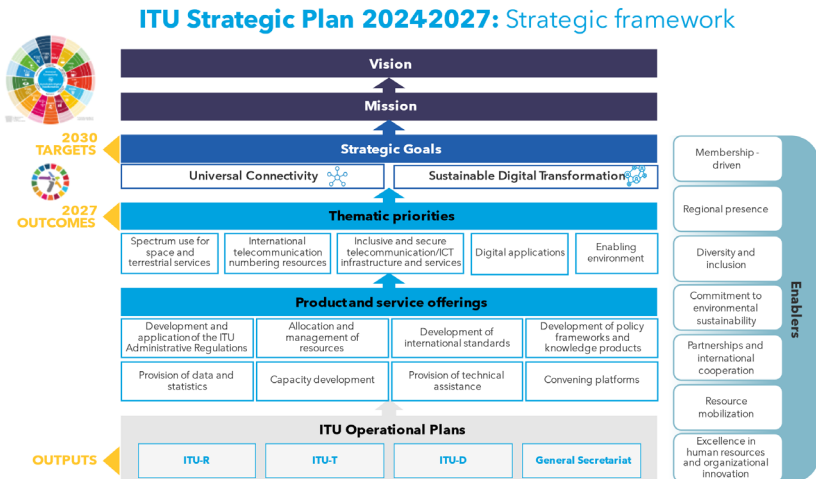 ITU Strategic Plan 20242027: Strategic framework
Vision
Mission
2030
TARGETS
Strategic Goals
Universal Connectivity
Sustainable Digital Transformation
2027
OUTCOMES
Thematic priorities
Spectrum use for
space and
terrestrial services
International
telecommunication
numbering resources
Inclusive and secure
telecommunication/ICT
infrastructure and services
Digital applications
Enabling
environment
Product and service offerings
Development and
application of the ITU
Administrative Regulations
Allocation and
management of
resources
Development of
international standards
Development of policy
frameworks and
knowledge products
Provision of data and
statistics
Capacity development
Provision of technical
assistance
Convening platforms
ITU Operational Plans
OUTPUTS
ITU-R
ITU-T
ITU-D
General Secretariat
Membership -
driven
Regional presence
Diversity and
inclusion
Commitment to
environmental
sustainability
Partnerships and
international
cooperation
Resource
mobilization
Excellence in
human resources
and organizational
innovation
Enablers